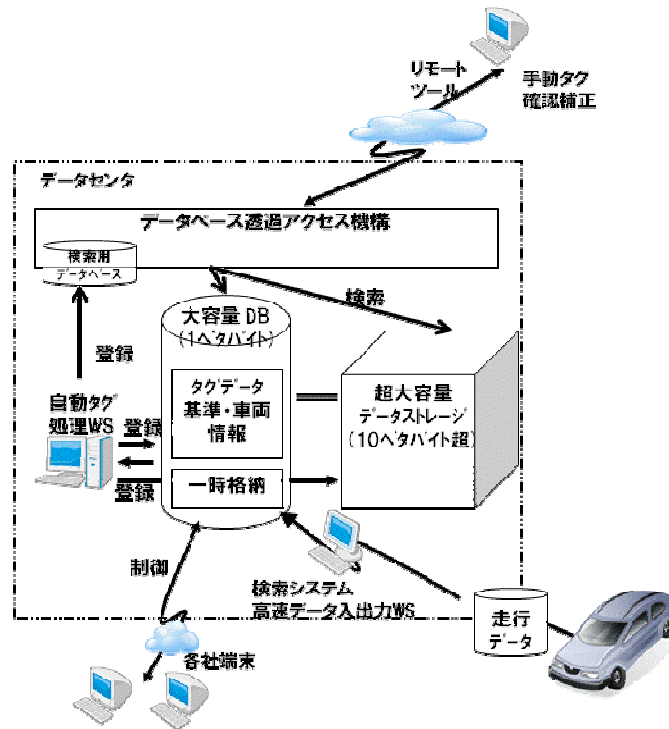 リモート
ツール
手動タグ
確認補正
データセンタ
データベース透過アクセス機構
検索用
データベース
検索
大容量DB
(1ペタバイト)
登録
タグデータ
基準・車両
情報
超大容量
データストレージ
(10ペタバイト超)
自動タグ
処理WS
登録
登録
一時格納
制御
検索システム
高速データ入出力WS
走行
データ
各社端末